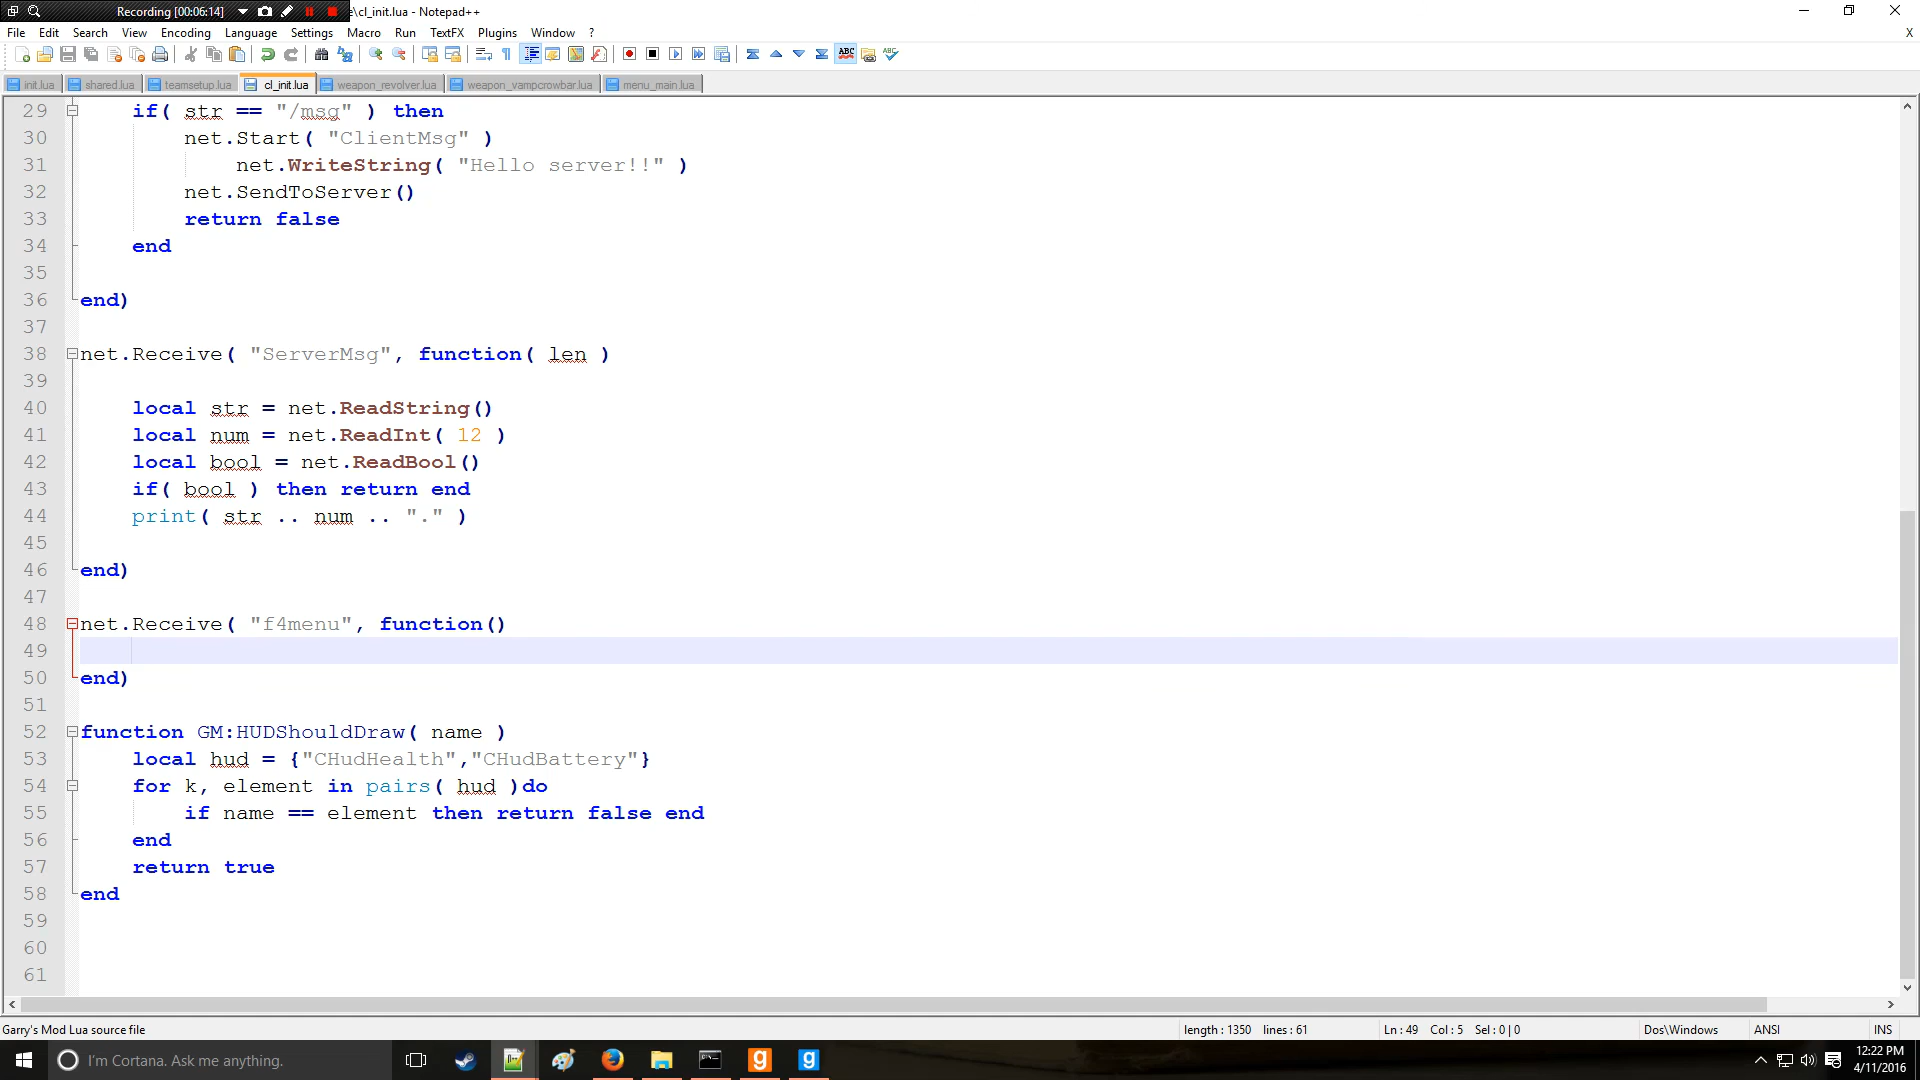 Recording [00:06:14]
e\cl_init.lua - Notepad++
File Edit Search View Encoding Language Settings Macro Run TextFX Plugins Window ? X
init.lua shared.lua teamsetup.lua cl_init.lua weapon_revolver.lua weapon_vampcrowbar.lua menu_main.lua
29 if( str == "/msg" ) then
30 net.Start( "ClientMsg" )
31 net.WriteString( "Hello server!!" )
32 net.SendToServer()
33 return false
34 end
35
36 end)
37
38 net.Receive( "ServerMsg", function( len )
39
40 local str = net.ReadString()
41 local num = net.ReadInt( 12 )
42 local bool = net.ReadBool()
43 if( bool ) then return end
44 print( str .. num .. "." )
45
46 end)
47
48 net.Receive( "f4menu", function()
49
50 end)
51
52 function GM:HUDShouldDraw( name )
53 local hud = {"CHudHealth","CHudBattery"}
54 for k, element in pairs( hud )do
55 if name == element then return false end
56 end
57 return true
58 end
59
60
61
Garry's Mod Lua source file length : 1350 lines : 61 Ln : 49 Col : 5 Sel : 0 | 0 Dos\Windows ANSI INS
I'm Cortana. Ask me anything.
12:22 PM
4/11/2016